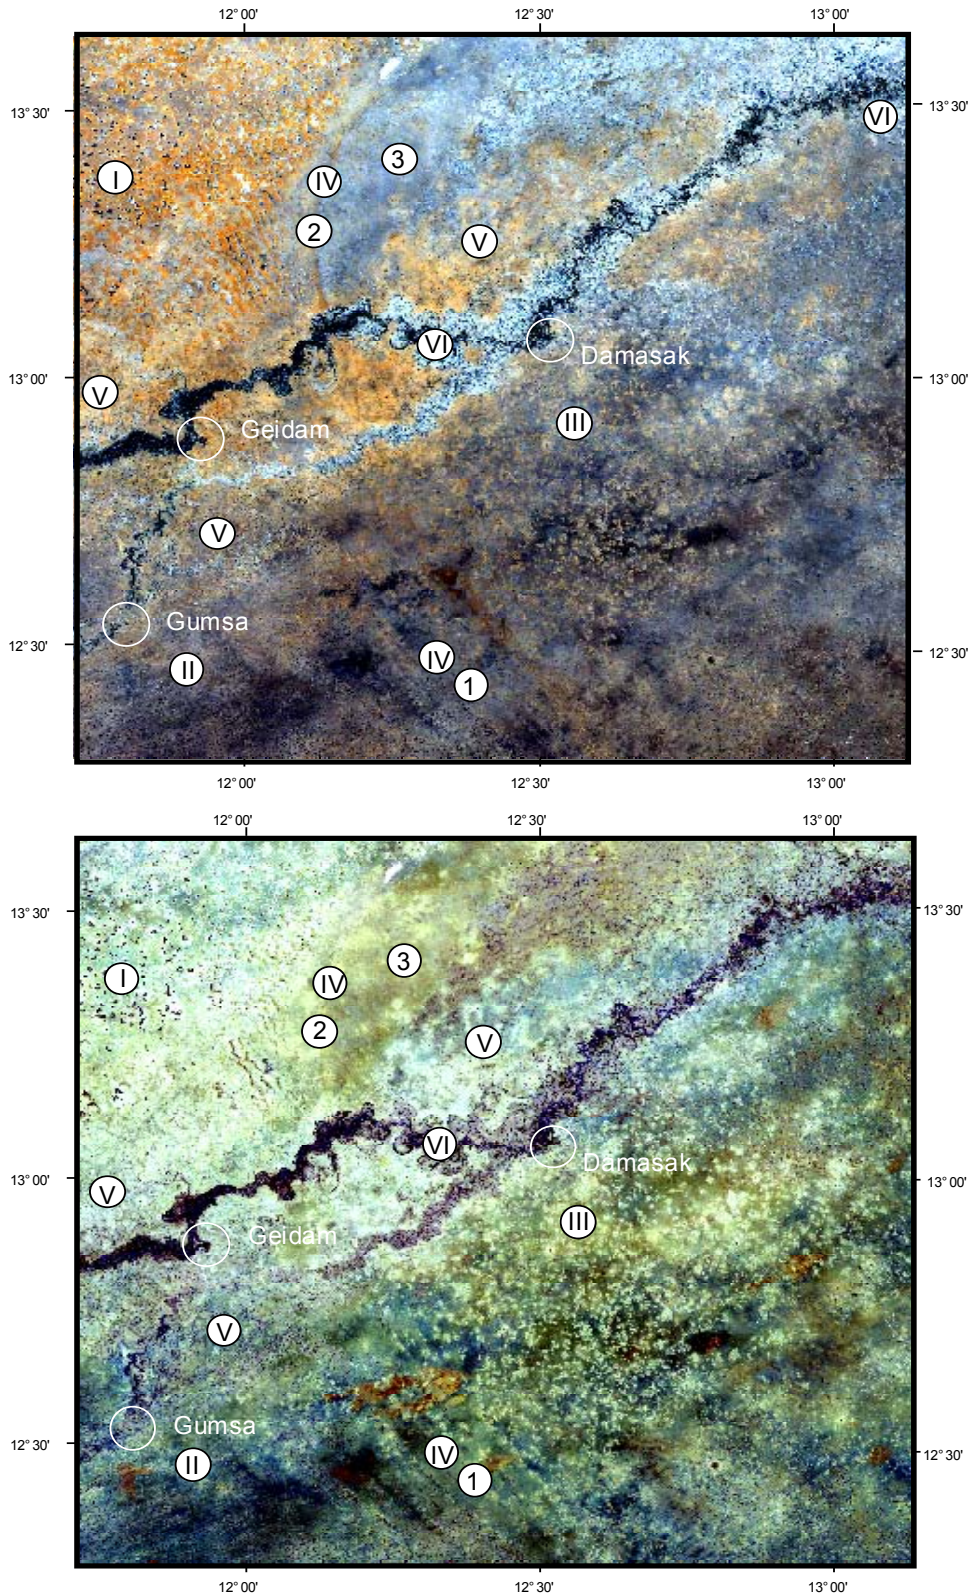 12° 00' 12° 30' 13° 00'
13° 30' 13° 30'
VI
3
I IV
2
V
VI
Damasak
13° 00' 13° 00'
V
III
Geidam
V
Gumsa
12° 30' 12° 30'
IV
II
1
12° 00' 12° 30' 13° 00'
12° 00' 12° 30' 13° 00'
13° 30' 13° 30'
3
I IV
2
V
VI
Damasak
13° 00' 13° 00'
V
III
Geidam
V
Gumsa
12° 30' 12° 30'
IV
II
1
12° 00' 12° 30' 13° 00'